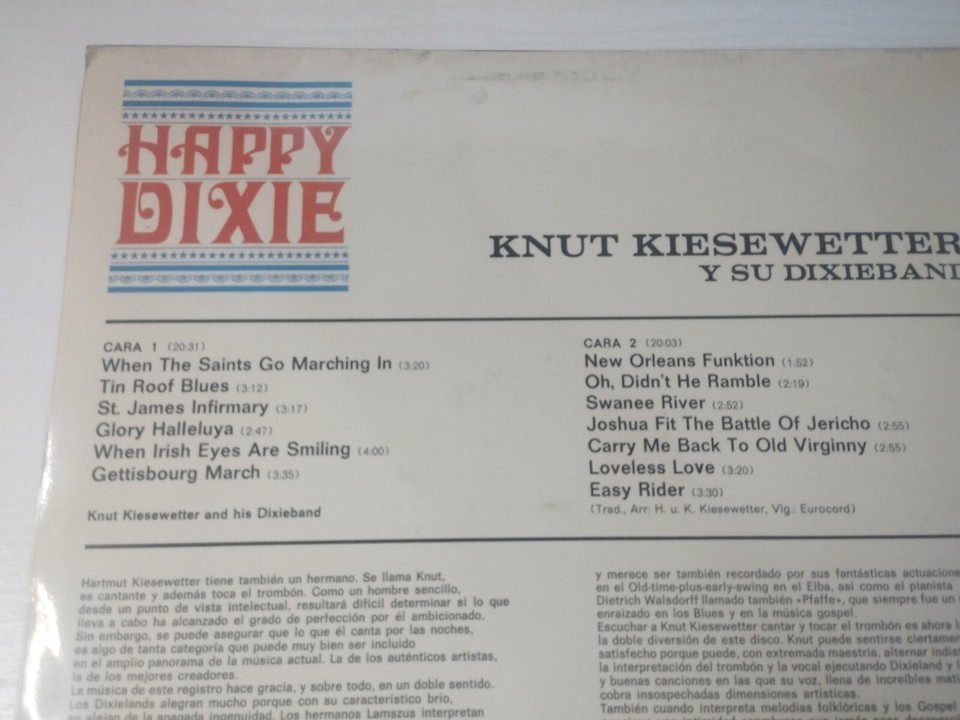 HAPPY
DIXIE
KNUT KIESEWETTER
Y SU DIXIEBAND
CARA 1 (20:31)
When The Saints Go Marching In (3:20)
Tin Roof Blues (3:12)
St. James Infirmary (3:17)
Glory Halleluya (2:47)
When Irish Eyes Are Smiling (4:00)
Gettisbourg March (3:35)
Knut Kiesewetter and his Dixieband
CARA 2 (20:03)
New Orleans Funktion (1:52)
Oh, Didn't He Ramble (2:19)
Swanee River (2:52)
Joshua Fit The Battle Of Jericho (2:55)
Carry Me Back To Old Virginny (2:55)
Loveless Love (3:20)
Easy Rider (3:30)
(Trad., Arr: H. u. K. Kiesewetter, Vlg.: Eurocord)
Hartmut Kiesewetter tiene también un hermano. Se llama Knut,
es cantante y además toca el trombón. Como un hombre sencillo,
desde un punto de vista intelectual, resultará difícil determinar si lo que
lleva a cabo ha alcanzado el grado de perfección por él ambicionado.
Sin embargo, se puede asegurar que lo que él canta por las noches,
es algo de tanta categoría que puede muy bien ser incluido
en el amplio panorama de la música actual. La de los auténticos artistas,
la de los mejores creadores.
La música de este registro hace gracia, y sobre todo, en un doble sentido.
Los Dixielands alegran mucho porque con su característico brio,
se alejan de la apagada ingenuidad. Los hermanos Lamszus interpretan
y merece ser también recordado por sus fantásticas actuacione
en el Old-time-plus-early-swing en el Elba, así como el pianista
Dietrich Walsdorff llamado también «Pfaffe», que siempre fue un
enraizado en los Blues y en la música gospel.
Escuchar a Knut Kiesewetter cantar y tocar el trombón es ahora
la doble diversión de este disco. Knut puede sentirse ciertamen
satisfecho porque puede, con extremada maestría, alternar indis
la interpretación del trombón y la vocal ejecutando Dixieland y
y buenas canciones en las que su voz, llena de increíbles mati
cobra insospechadas dimensiones artísticas.
También cuando interpreta melodías folklóricas y los Gospel